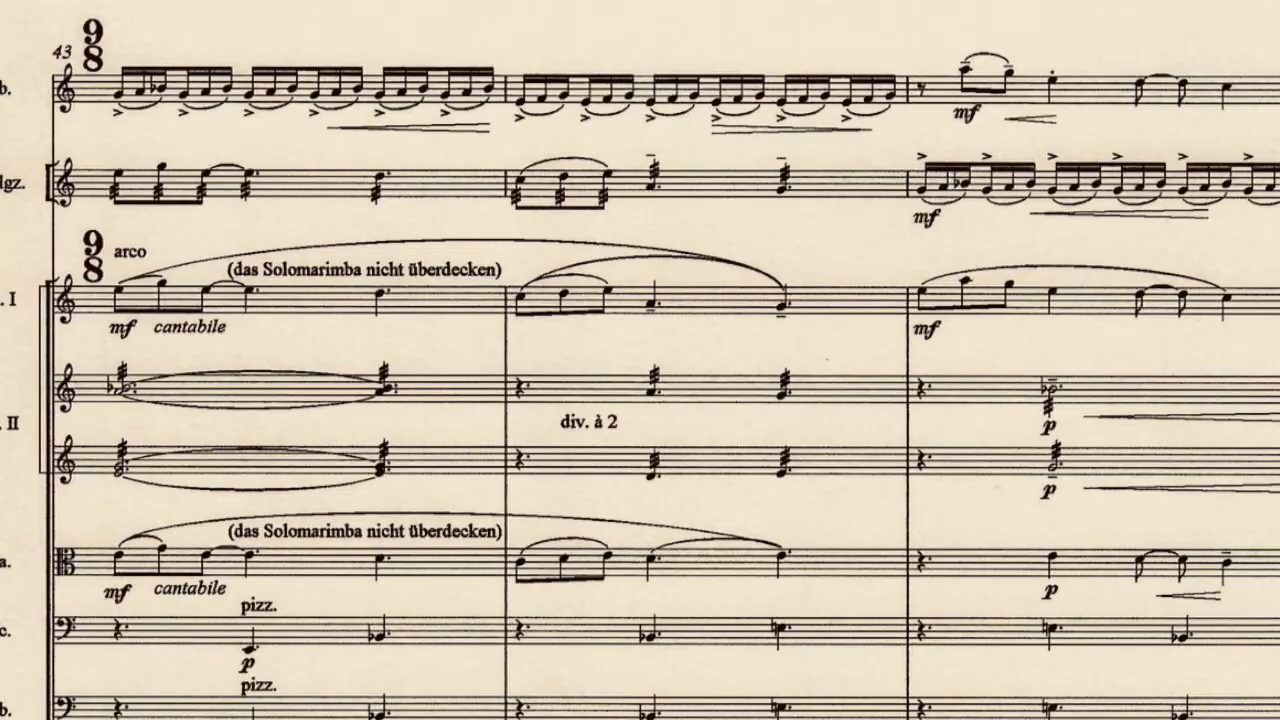 9
8
43
b.
mf
lgz.
mf
9
8
arco
(das Solomarimba nicht überdecken)
. I
mf cantabile
mf
. II
div. à 2
p
p
(das Solomarimba nicht überdecken)
a.
mf cantabile
p
pizz.
c.
p
pizz.
b.